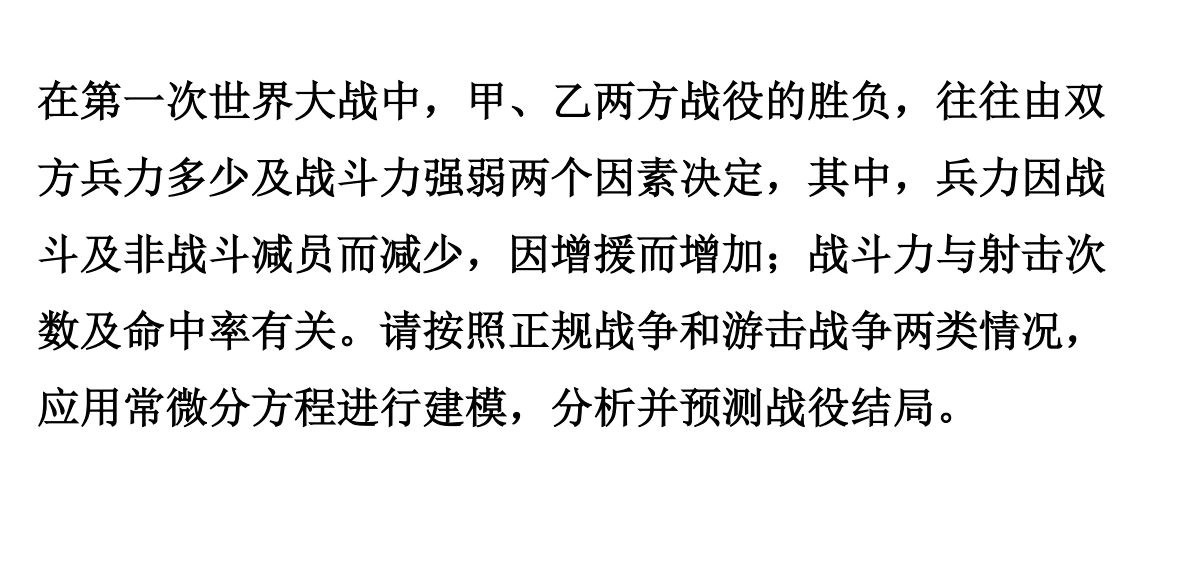 在第一次世界大战中，甲、乙两方战役的胜负，往往由双
方兵力多少及战斗力强弱两个因素决定，其中，兵力因战
斗及非战斗减员而减少，因增援而增加；战斗力与射击次
数及命中率有关。请按照正规战争和游击战争两类情况，
应用常微分方程进行建模，分析并预测战役结局。